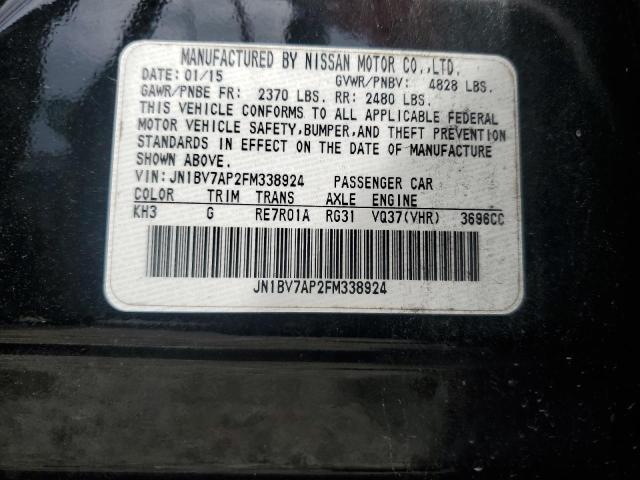 MANUFACTURED BY NISSAN MOTOR CO.,LTD.
DATE: 01/15 GVWR/PNBV: 4828 LBS.
GAWR/PNBE FR: 2370 LBS. RR: 2480 LBS.
THIS VEHICLE CONFORMS TO ALL APPLICABLE FEDERAL
MOTOR VEHICLE SAFETY,BUMPER,AND THEFT PREVENTION
STANDARDS IN EFFECT ON THE DATE OF MANUFACTURE
SHOWN ABOVE.
VIN: JN1BV7AP2FM338924 PASSENGER CAR
COLOR TRIM TRANS AXLE ENGINE
KH3 G RE7R01A RG31 VQ37(VHR) 3696CC
JN1BV7AP2FM338924